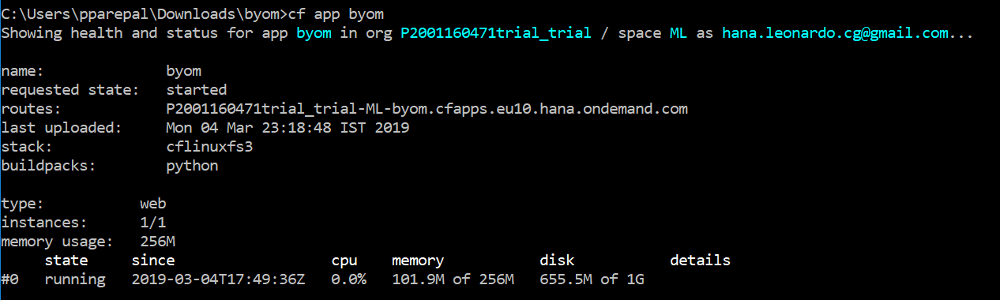 C:\Users\pparepal\Downloads\byom>cf app byom
Showing health and status for app byom in org P2001160471trial_trial / space ML as hana.leonardo.cg@gmail.com...
name: byom
requested state: started
routes: P2001160471trial_trial-ML-byom.cfapps.eu10.hana.ondemand.com
last uploaded: Mon 04 Mar 23:18:48 IST 2019
stack: cflinuxfs3
buildpacks: python
type: web
instances: 1/1
memory usage: 256M
state since cpu memory disk details
#0 running 2019-03-04T17:49:36Z 0.0% 101.9M of 256M 655.5M of 1G